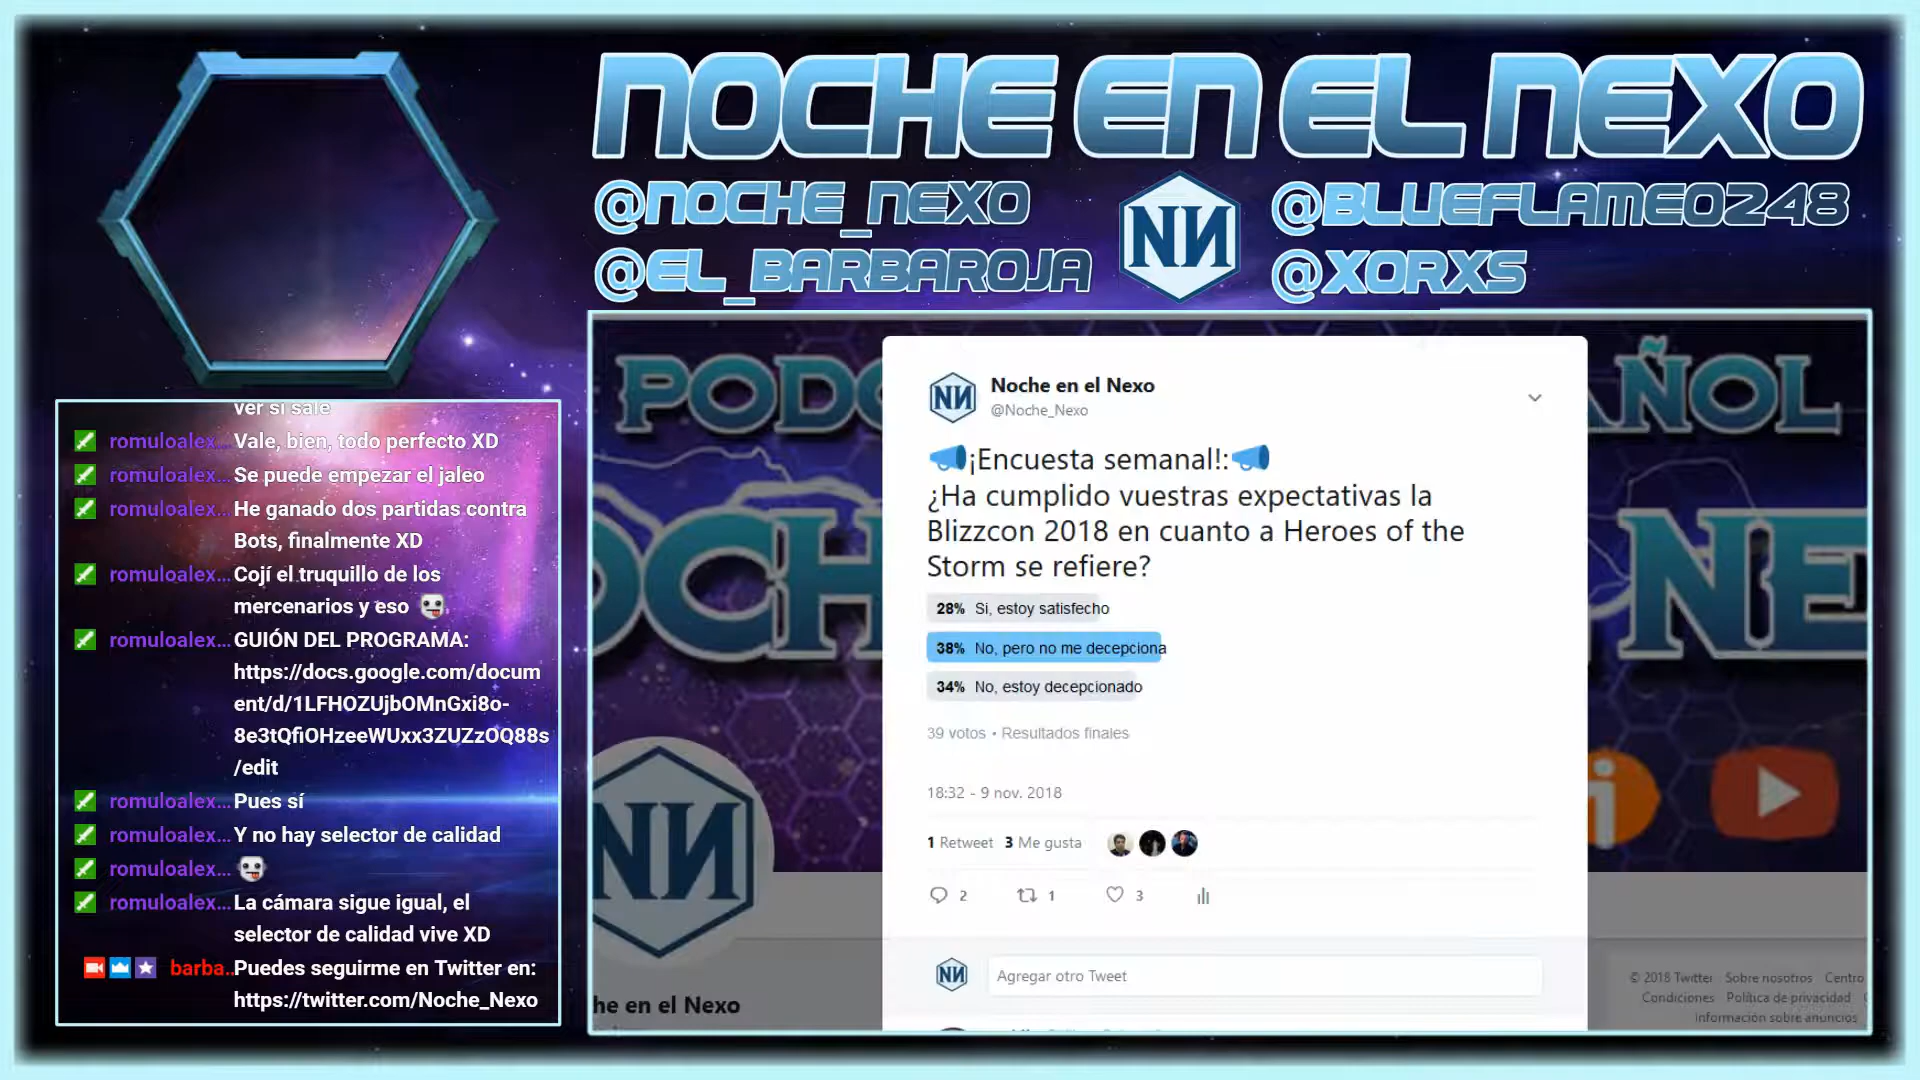 NOCHE EN EL NEXO
@NOCHE_NEXO
@BLUEFLAME0248
@EL_BARBAROJA
@XORXS
NN
ver si sale
romuloalex... Vale, bien, todo perfecto XD
romuloalex... Se puede empezar el jaleo
romuloalex... He ganado dos partidas contra
Bots, finalmente XD
romuloalex... Cojí el truquillo de los
mercenarios y eso
romuloalex... GUIÓN DEL PROGRAMA:
https://docs.google.com/docum
ent/d/1LFHOZUjbOMnGxi8o-
8e3tQfiOHzeeWUxx3ZUZzOQ88s
/edit
romuloalex... Pues sí
romuloalex... Y no hay selector de calidad
romuloalex...
romuloalex... La cámara sigue igual, el
selector de calidad vive XD
barba... Puedes seguirme en Twitter en:
https://twitter.com/Noche_Nexo
PODC
AÑOL
OCH
NE
NN
he en el Nexo
NN
Noche en el Nexo
@Noche_Nexo
¡Encuesta semanal!:
¿Ha cumplido vuestras expectativas la
Blizzcon 2018 en cuanto a Heroes of the
Storm se refiere?
28% Si, estoy satisfecho
38% No, pero no me decepciona
34% No, estoy decepcionado
39 votos • Resultados finales
18:32 - 9 nov. 2018
1 Retweet 3 Me gusta
2 1 3
NN
Agregar otro Tweet
© 2018 Twitter Sobre nosotros Centro
Condiciones Política de privacidad
Información sobre anuncios